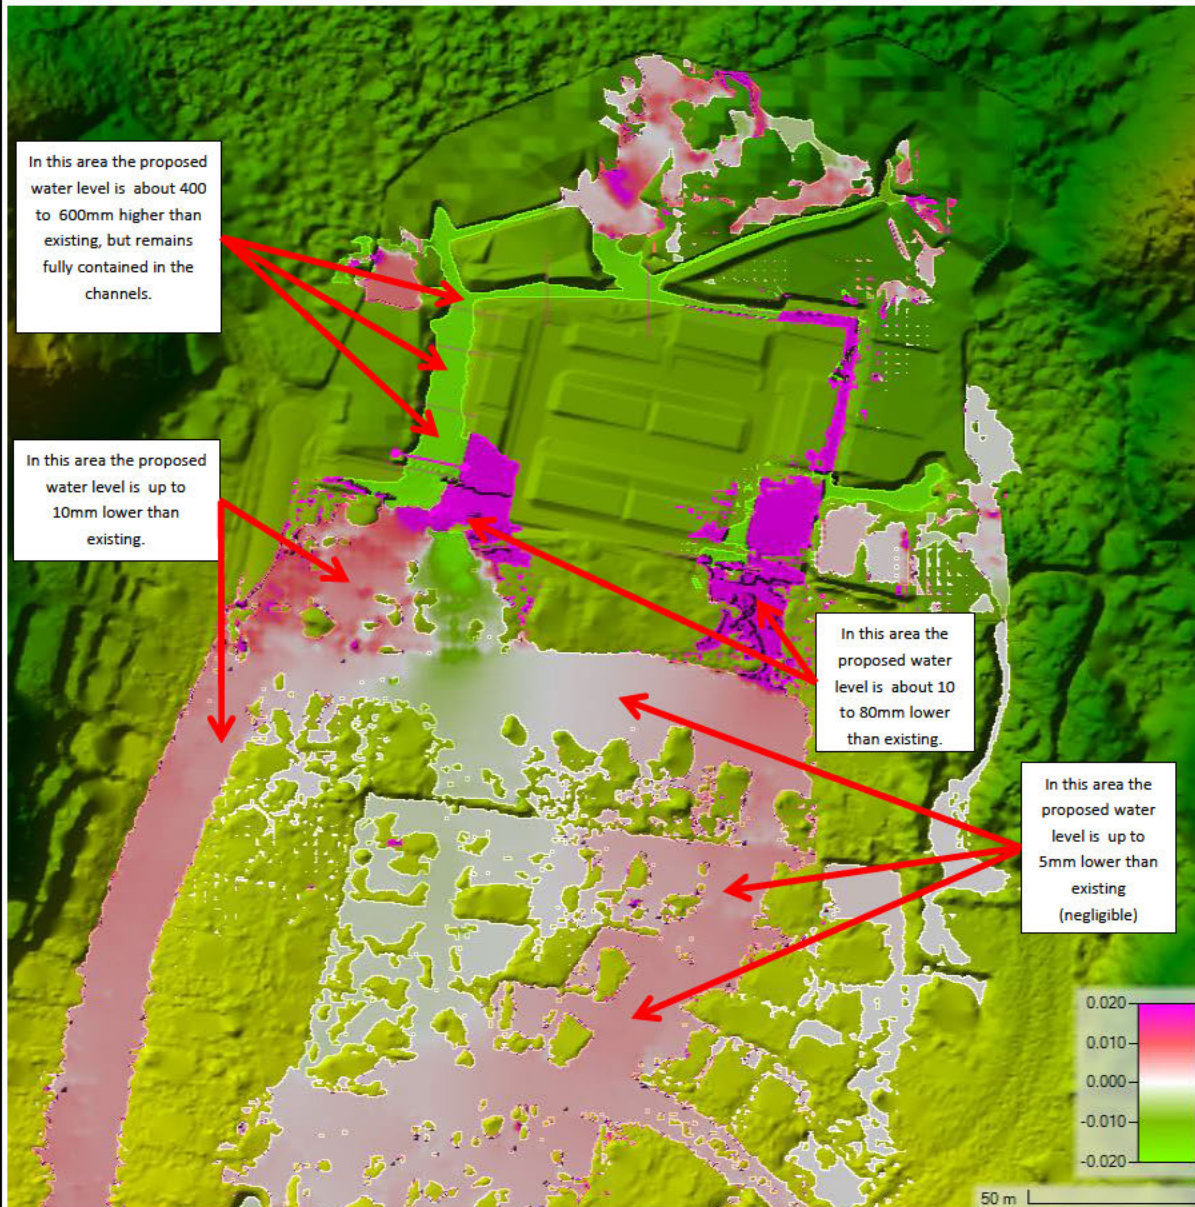 In this area the proposed
water level is about 400
to 600mm higher than
existing, but remains
fully contained in the
channels.
In this area the proposed
water level is up to
10mm lower than
existing.
In this area the
proposed water
level is about 10
to 80mm lower
than existing.
In this area the
proposed water
level is up to
5mm lower than
existing
(negligible)
0.020
0.010
0.000
-0.010
-0.020
50 m